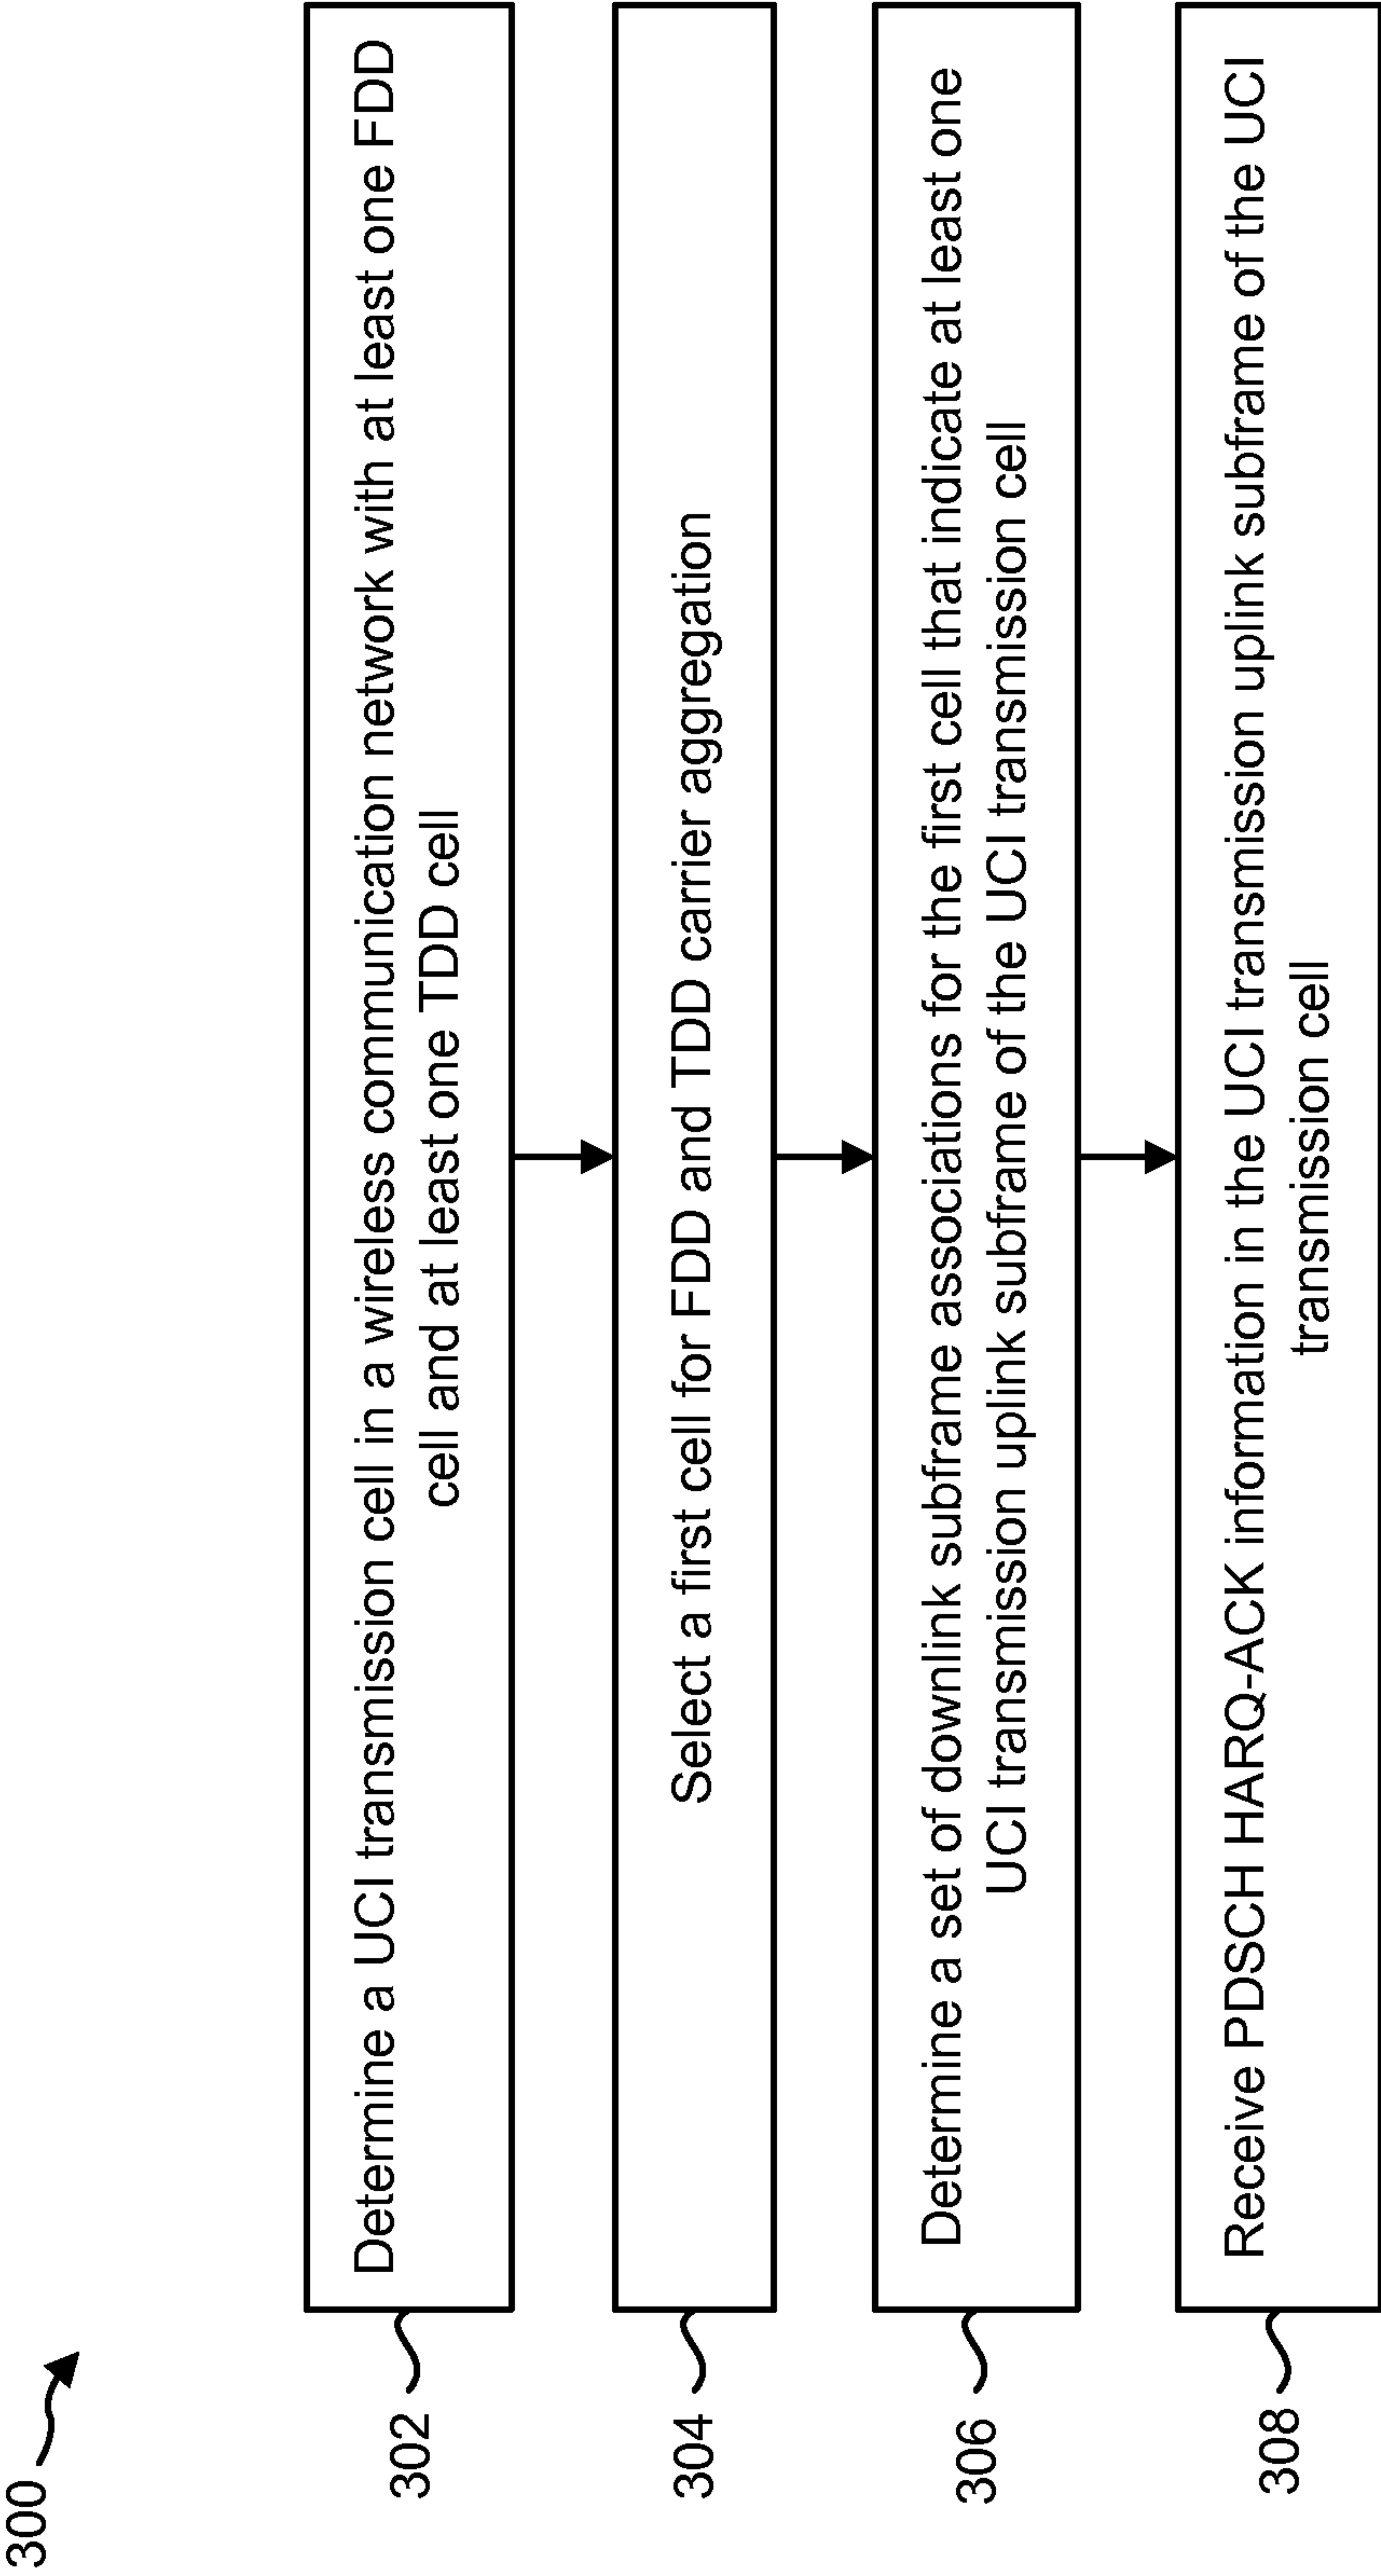 300
302
Determine a UCI transmission cell in a wireless communication network with at least one FDD
cell and at least one TDD cell
304
Select a first cell for FDD and TDD carrier aggregation
306
Determine a set of downlink subframe associations for the first cell that indicate at least one
UCI transmission uplink subframe of the UCI transmission cell
308
Receive PDSCH HARQ-ACK information in the UCI transmission uplink subframe of the UCI
transmission cell